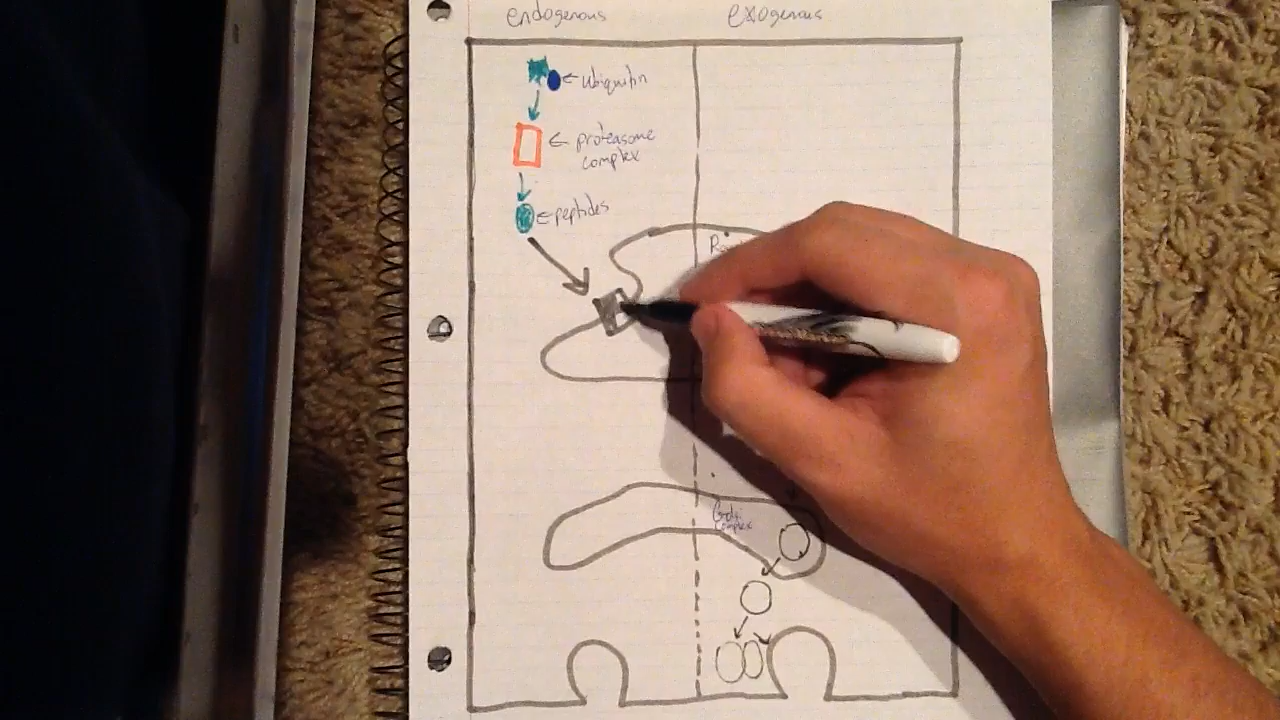 endogenous
exogenous
ubiquitin
proteasome
complex
peptides
Golgi
complex